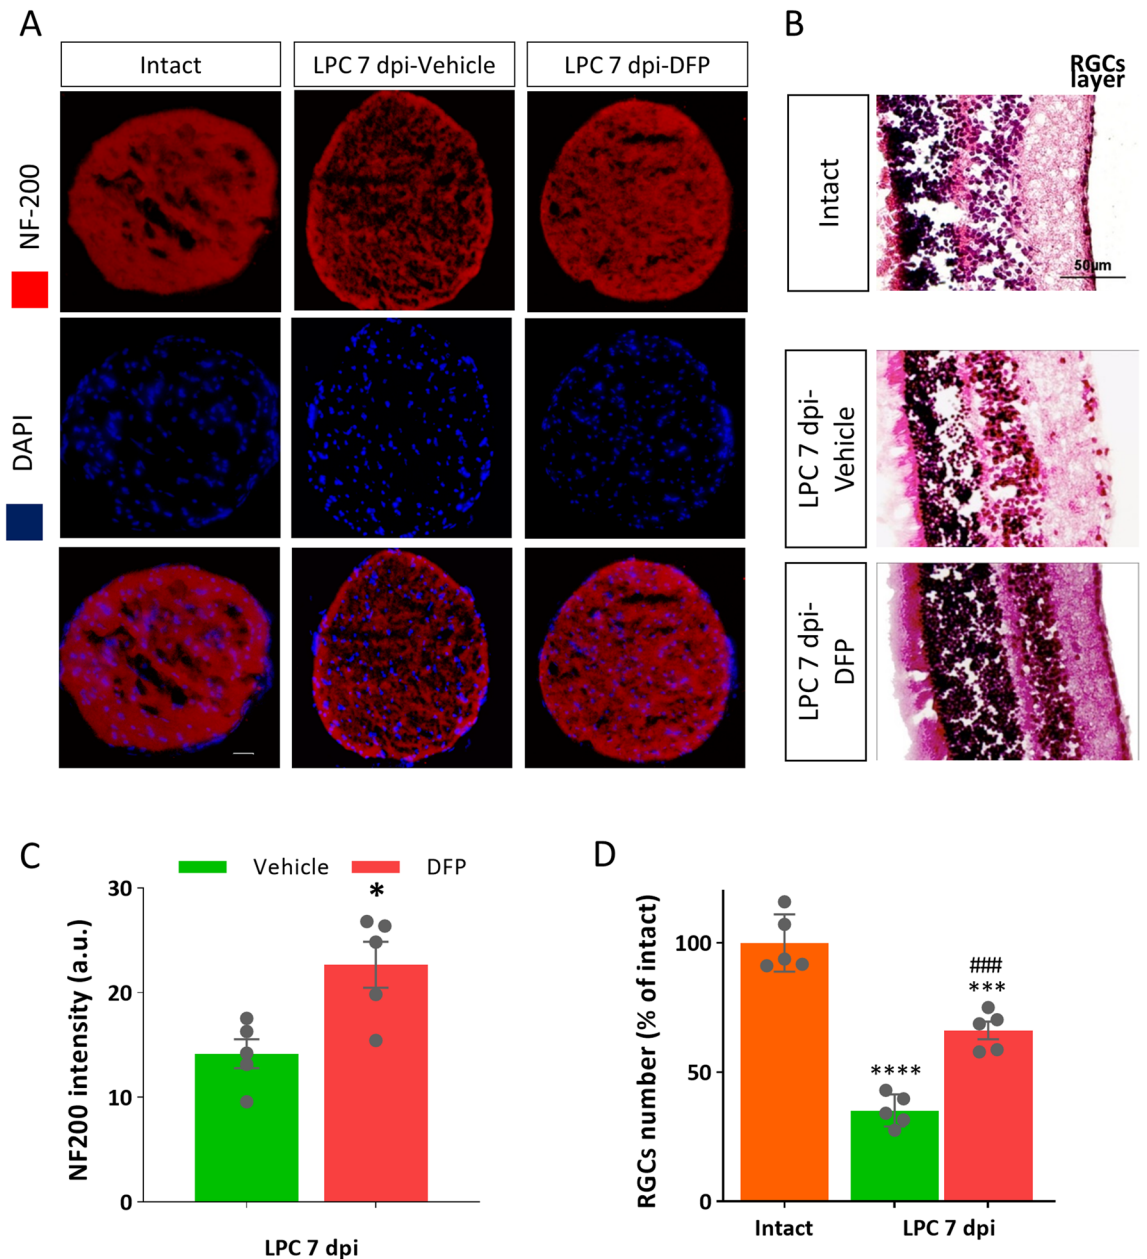 A
Intact
LPC 7 dpi-Vehicle
LPC 7 dpi-DFP
NF-200
DAPI
B
RGCs
layer
Intact
50µm
LPC 7 dpi-
Vehicle
LPC 7 dpi-
DFP
C
Vehicle
DFP
NF200 intensity (a.u.)
30
20
10
0
*
LPC 7 dpi
D
RGCs number (% of intact)
100
50
0
****
###
***
Intact
LPC 7 dpi